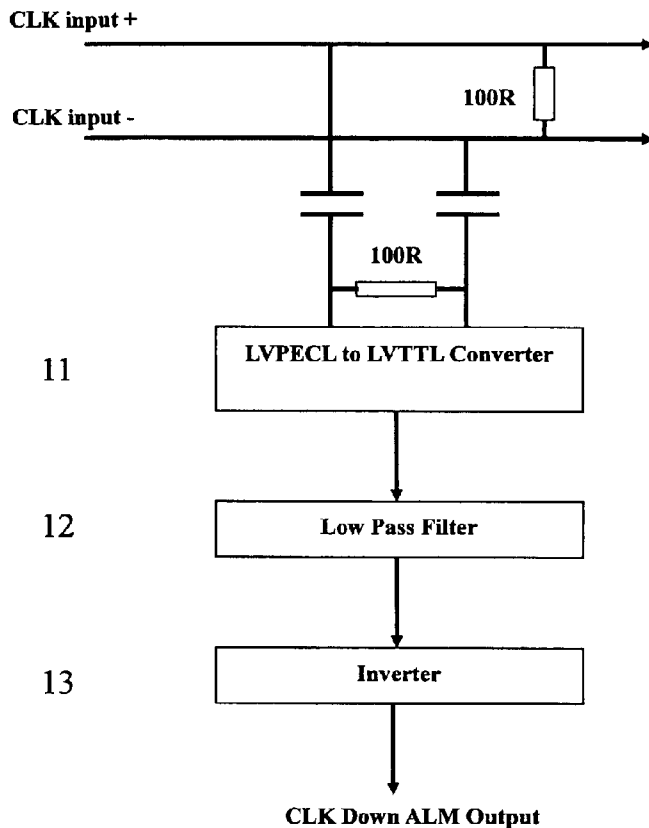 CLK input +
100R
CLK input -
100R
LVPECL to LVTTL Converter
11
Low Pass Filter
12
Inverter
13
CLK Down ALM Output